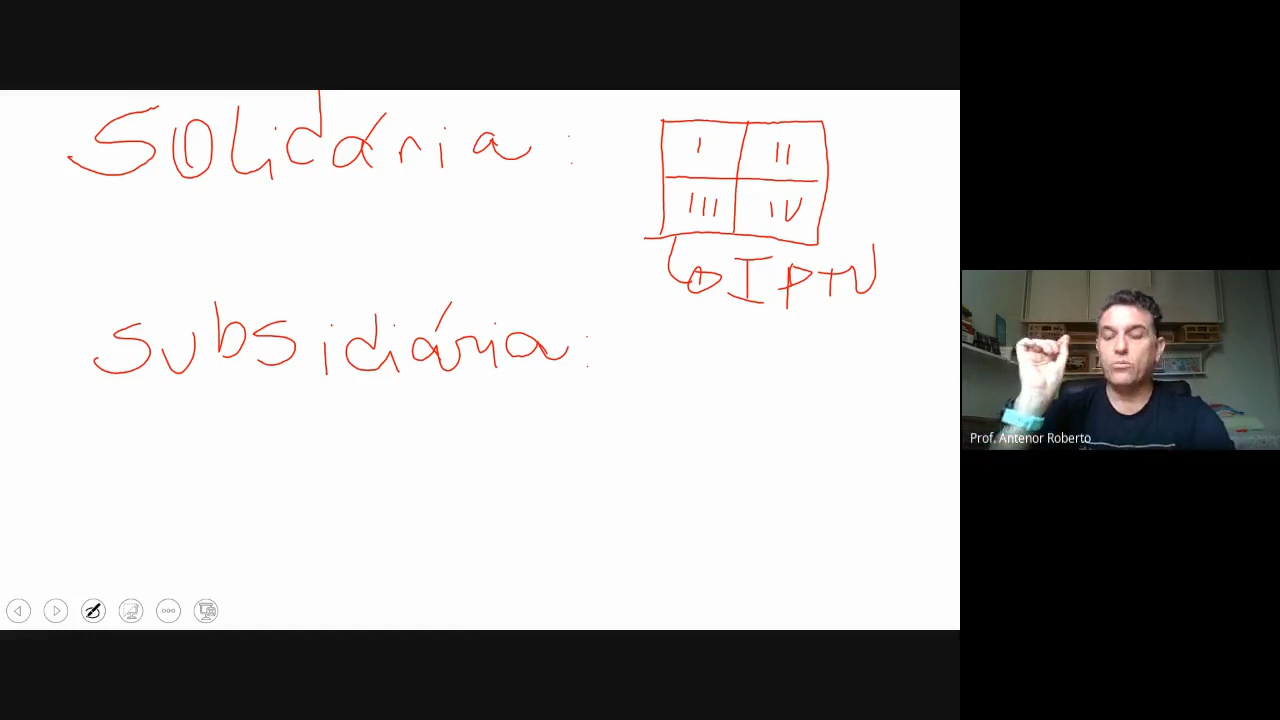 Solidária:
I II
III IV
IPTU
subsidiária:
Prof. Antenor Roberto